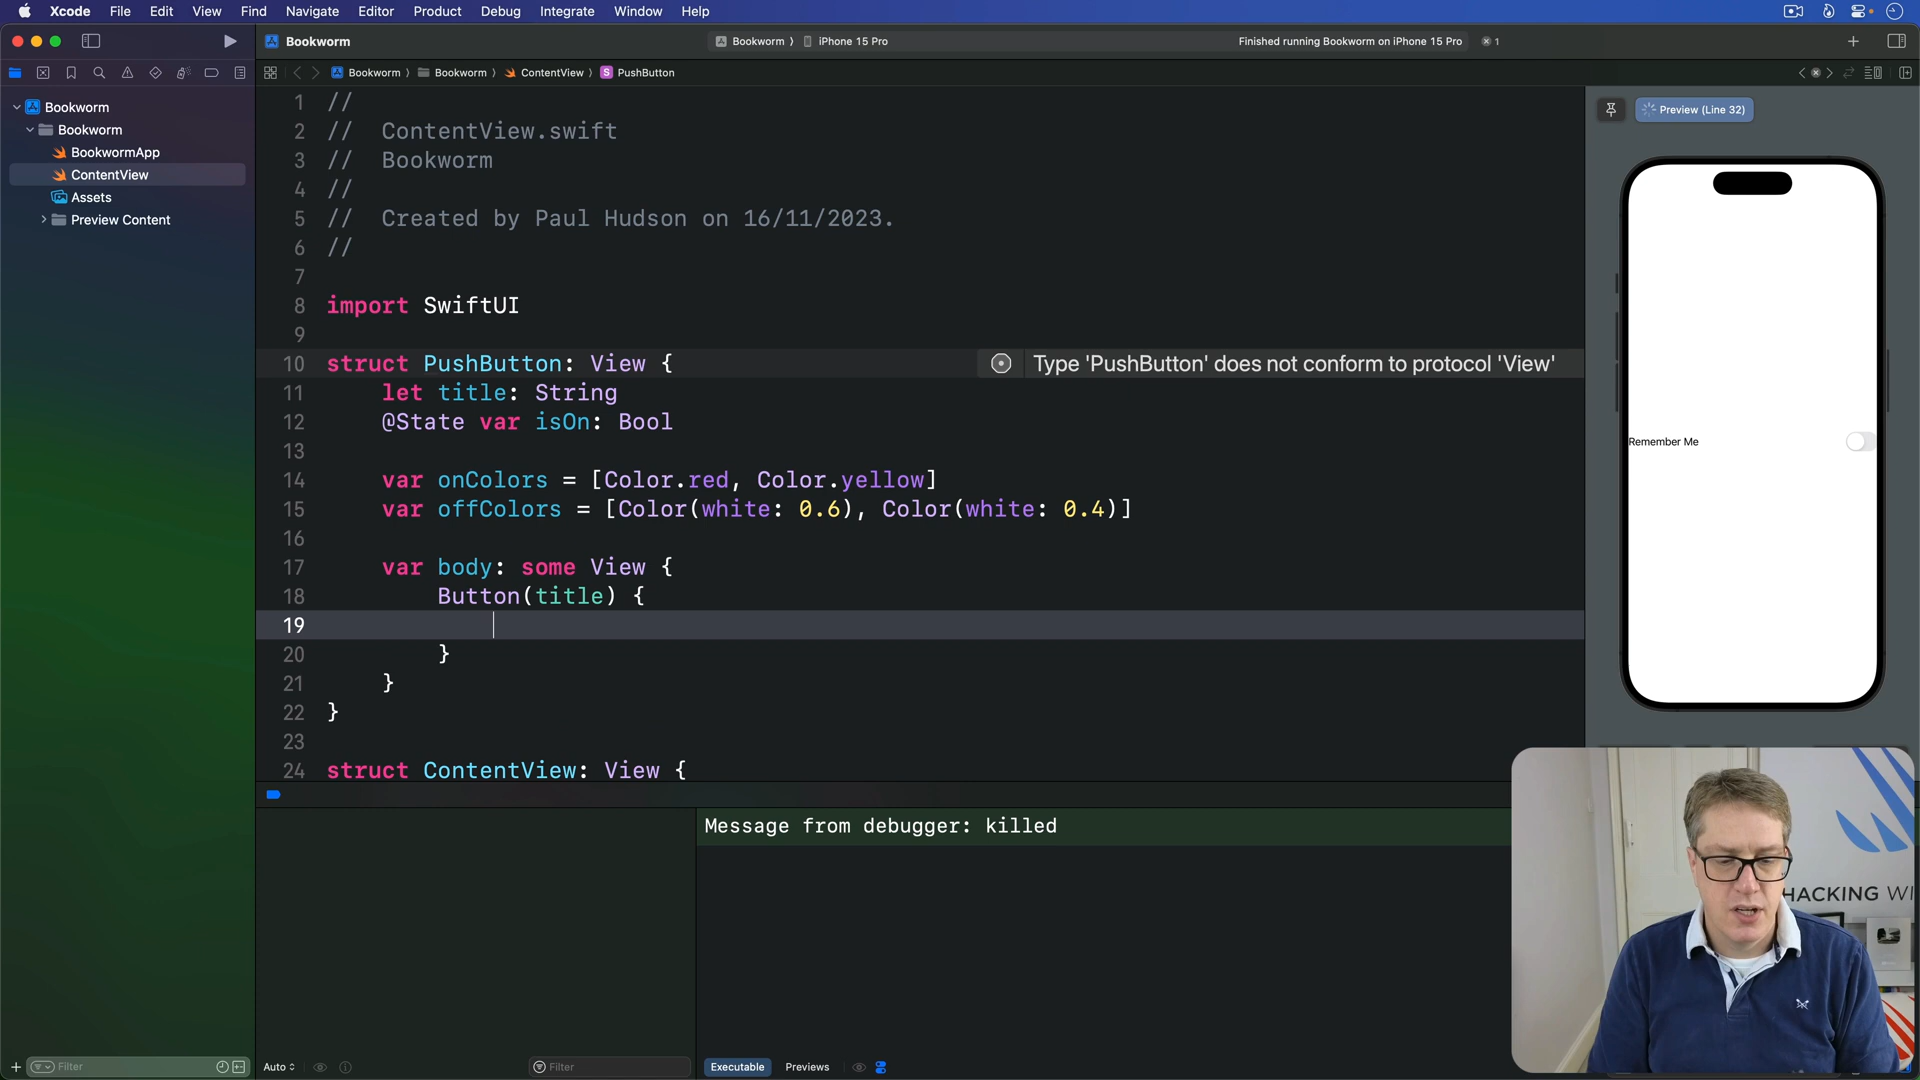 Xcode File Edit View Find Navigate Editor Product Debug Integrate Window Help
Bookworm
Bookworm 〉 iPhone 15 Pro
Finished running Bookworm on iPhone 15 Pro
1
Bookworm 〉 Bookworm 〉 ContentView 〉 S PushButton
Bookworm
Bookworm
BookwormApp
ContentView
Assets
Preview Content
1 //
2 //  ContentView.swift
3 //  Bookworm
4 //
5 //  Created by Paul Hudson on 16/11/2023.
6 //
7
8 import SwiftUI
9
10 struct PushButton: View {
Type 'PushButton' does not conform to protocol 'View'
11     let title: String
12     @State var isOn: Bool
13
14     var onColors = [Color.red, Color.yellow]
15     var offColors = [Color(white: 0.6), Color(white: 0.4)]
16
17     var body: some View {
18         Button(title) {
19
20         }
21     }
22 }
23
24 struct ContentView: View {
Preview (Line 32)
Remember Me
Message from debugger: killed
HACKING WI
Filter
Auto
Filter
Executable
Previews